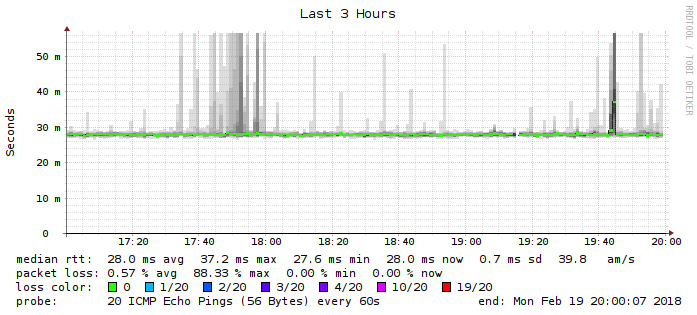 Last 3 Hours
RRDTOOL / TOBI OETIKER
Seconds
50 m
40 m
30 m
20 m
10 m
0
17:20 17:40 18:00 18:20 18:40 19:00 19:20 19:40 20:00
median rtt: 28.0 ms avg 37.2 ms max 27.6 ms min 28.0 ms now 0.7 ms sd 39.8 am/s
packet loss: 0.57 % avg 88.33 % max 0.00 % min 0.00 % now
loss color: 0 1/20 2/20 3/20 4/20 10/20 19/20
probe: 20 ICMP Echo Pings (56 Bytes) every 60s end: Mon Feb 19 20:00:07 2018